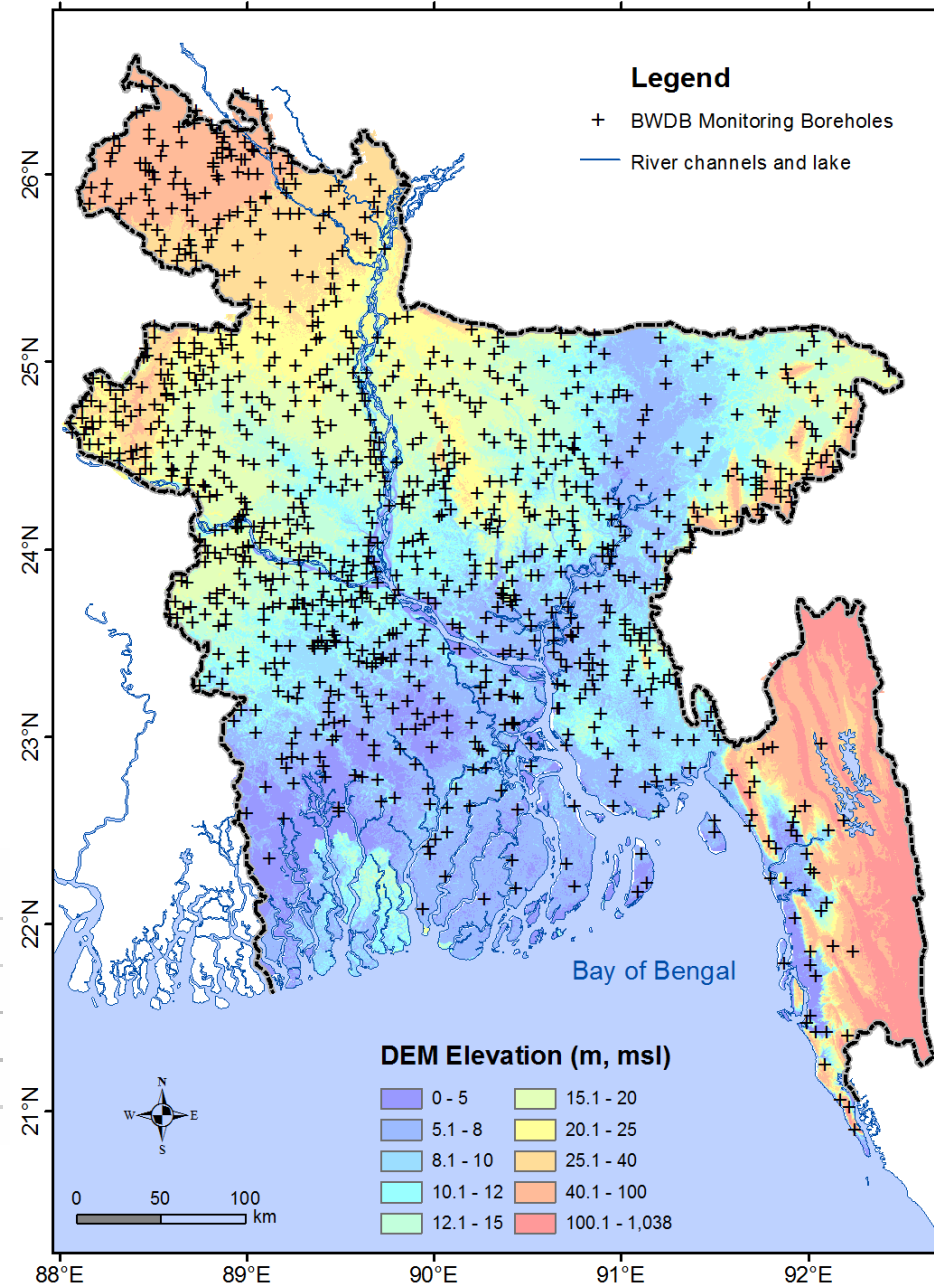 Legend
BWDB Monitoring Boreholes
River channels and lake
26°N
25°N
24°N
23°N
22°N
21°N
Bay of Bengal
DEM Elevation (m, msl)
0 - 5
5.1 - 8
8.1 - 10
10.1 - 12
12.1 - 15
15.1 - 20
20.1 - 25
25.1 - 40
40.1 - 100
100.1 - 1,038
N
W E
S
0 50 100
km
88°E 89°E 90°E 91°E 92°E